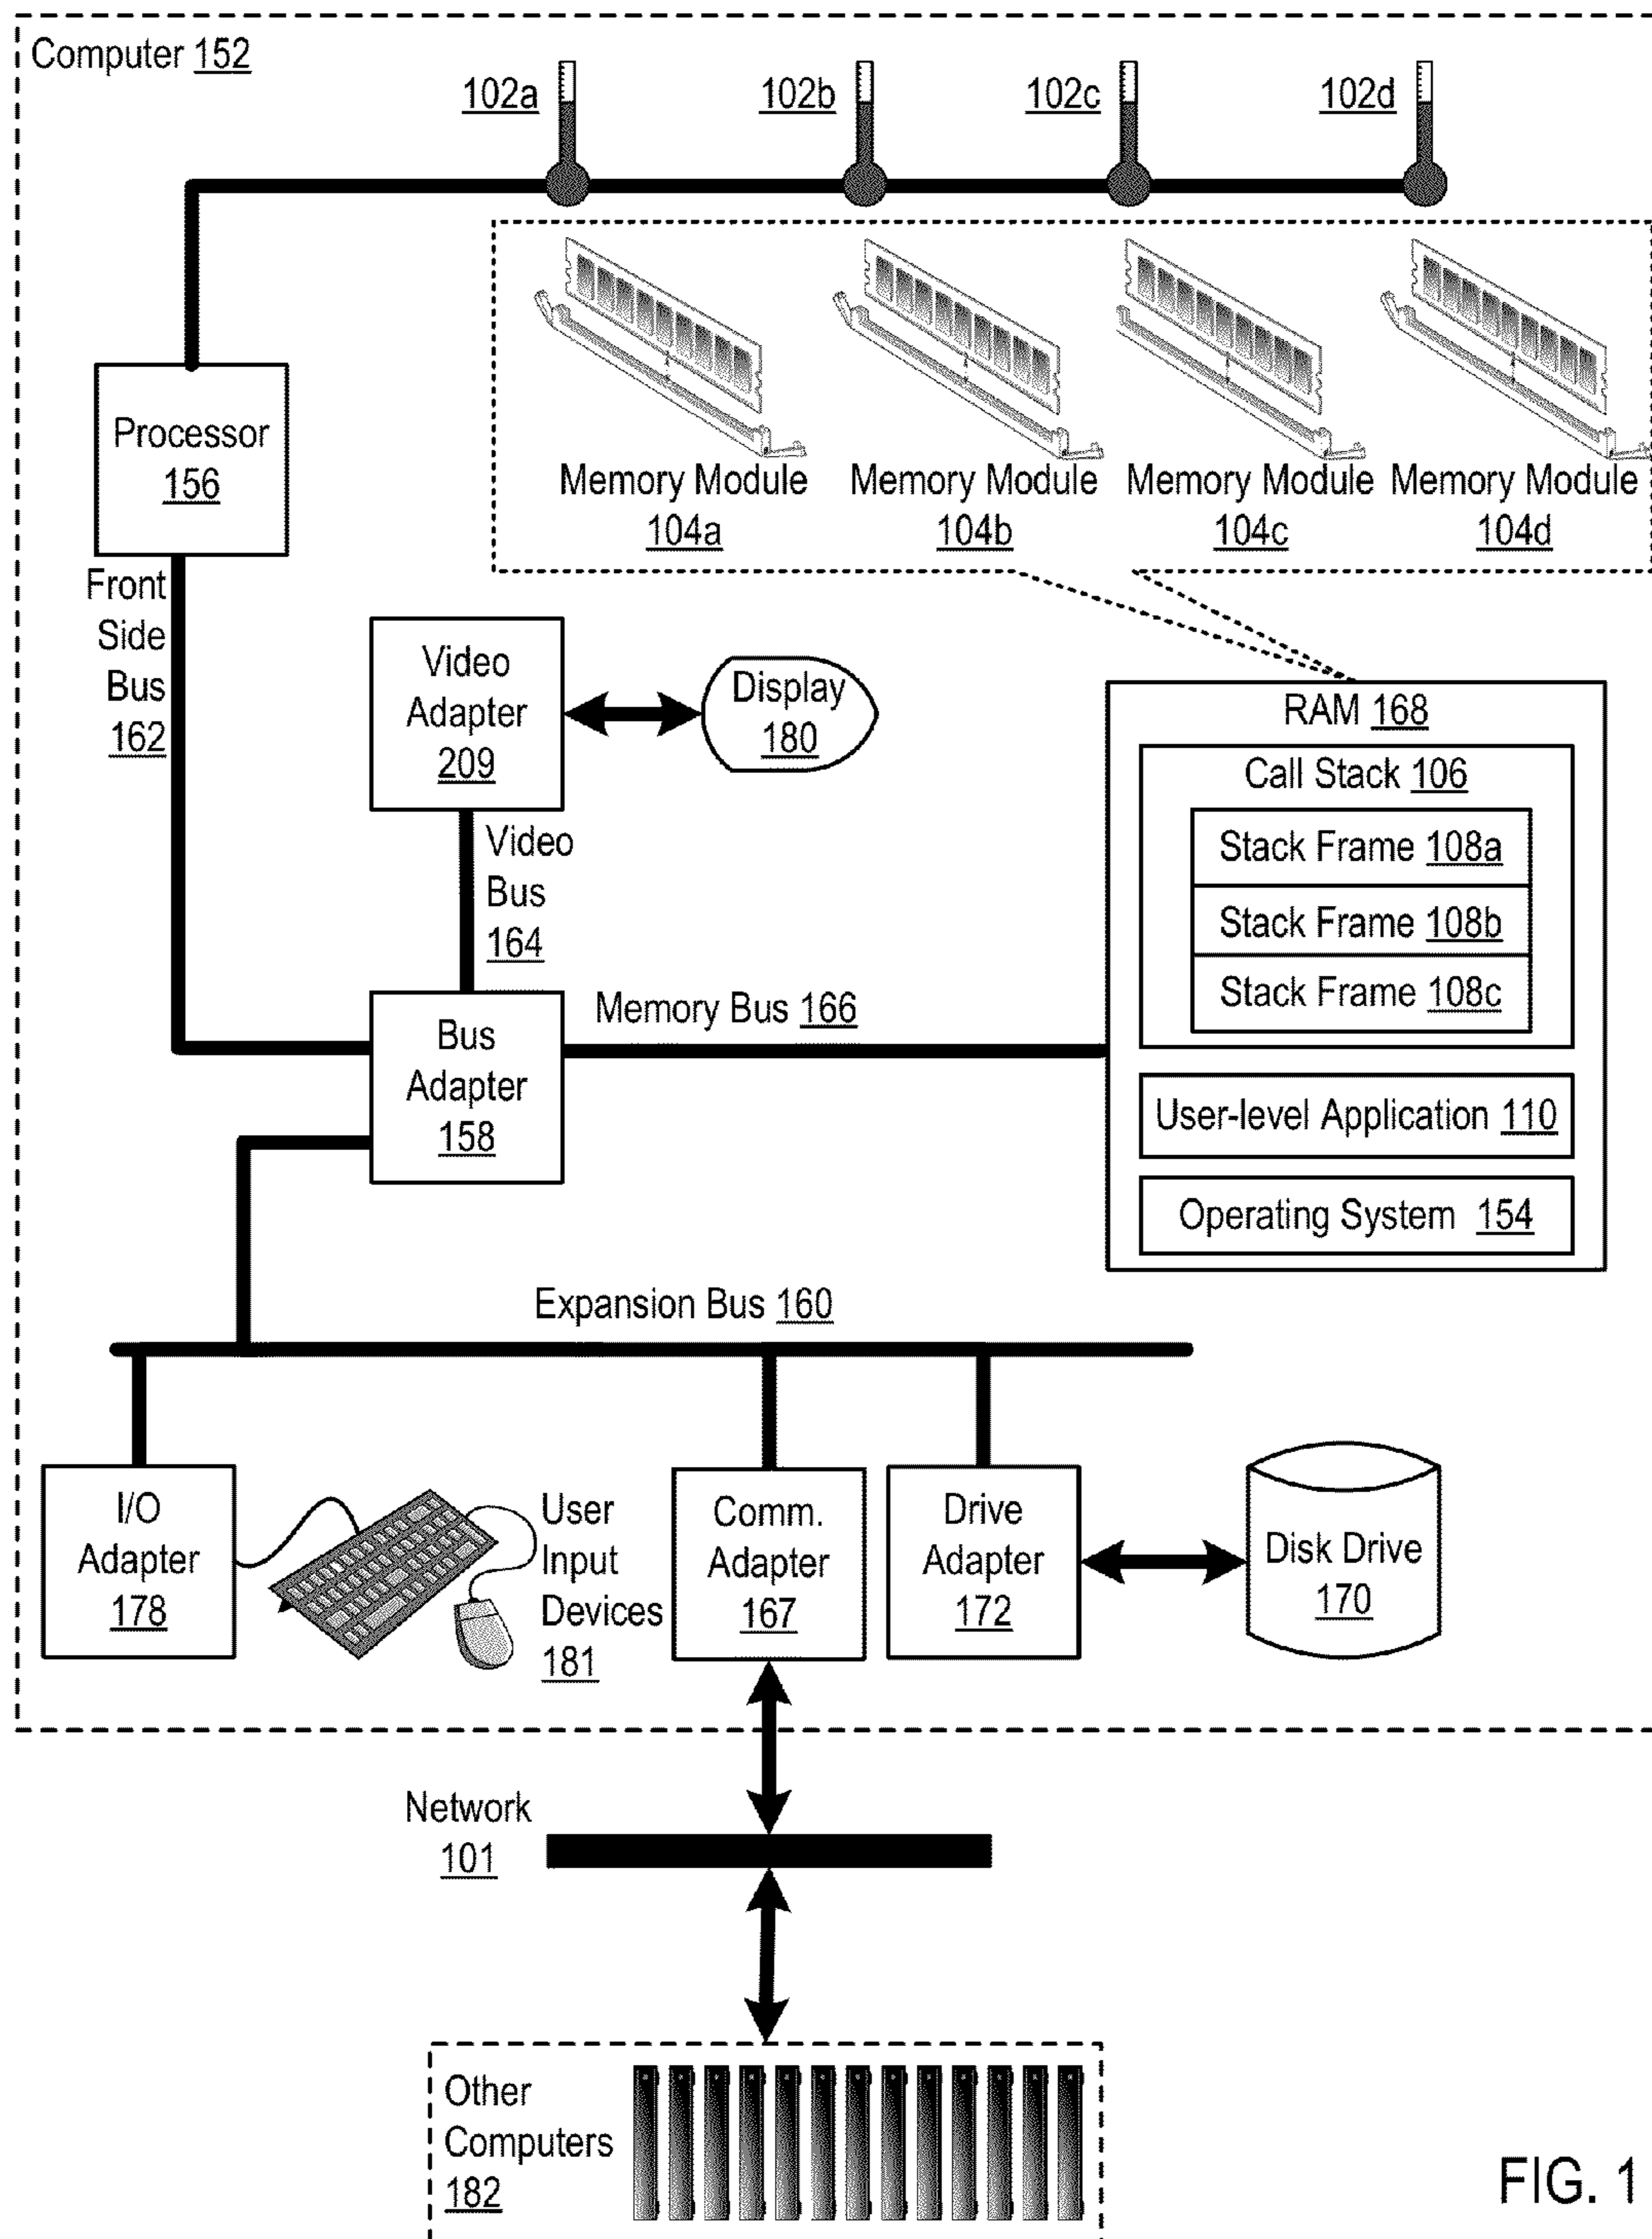 Computer 152
102a
102b
102c
102d
Processor
156
Memory Module
104a
Memory Module
104b
Memory Module
104c
Memory Module
104d
Front
Side
Bus
162
Video
Adapter
209
Display
180
Video
Bus
164
RAM 168
Call Stack 106
Stack Frame 108a
Stack Frame 108b
Stack Frame 108c
User-level Application 110
Operating System 154
Bus
Adapter
158
Memory Bus 166
Expansion Bus 160
I/O
Adapter
178
User
Input
Devices
181
Comm.
Adapter
167
Drive
Adapter
172
Disk Drive
170
Network
101
Other
Computers
182
FIG. 1